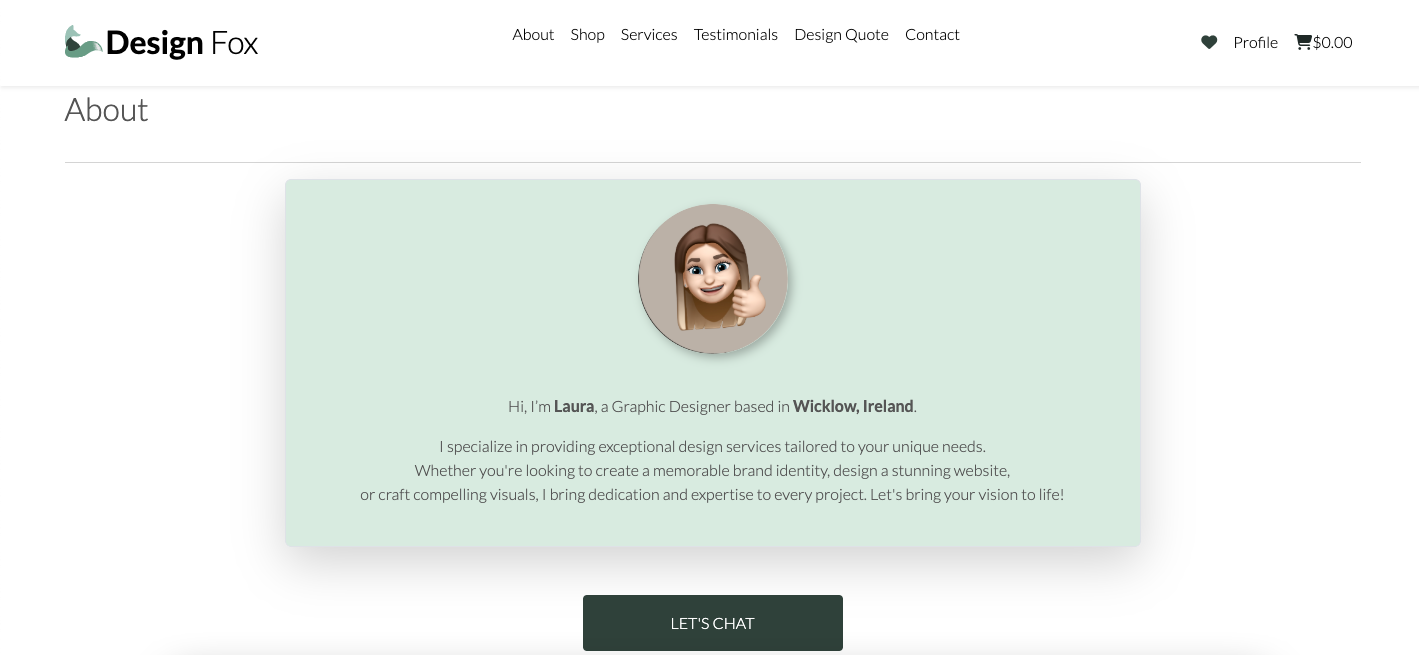 Design Fox
About Shop Services Testimonials Design Quote Contact
Profile $0.00
About
Hi, I’m Laura, a Graphic Designer based in Wicklow, Ireland.
I specialize in providing exceptional design services tailored to your unique needs.
Whether you're looking to create a memorable brand identity, design a stunning website,
or craft compelling visuals, I bring dedication and expertise to every project. Let's bring your vision to life!
LET'S CHAT